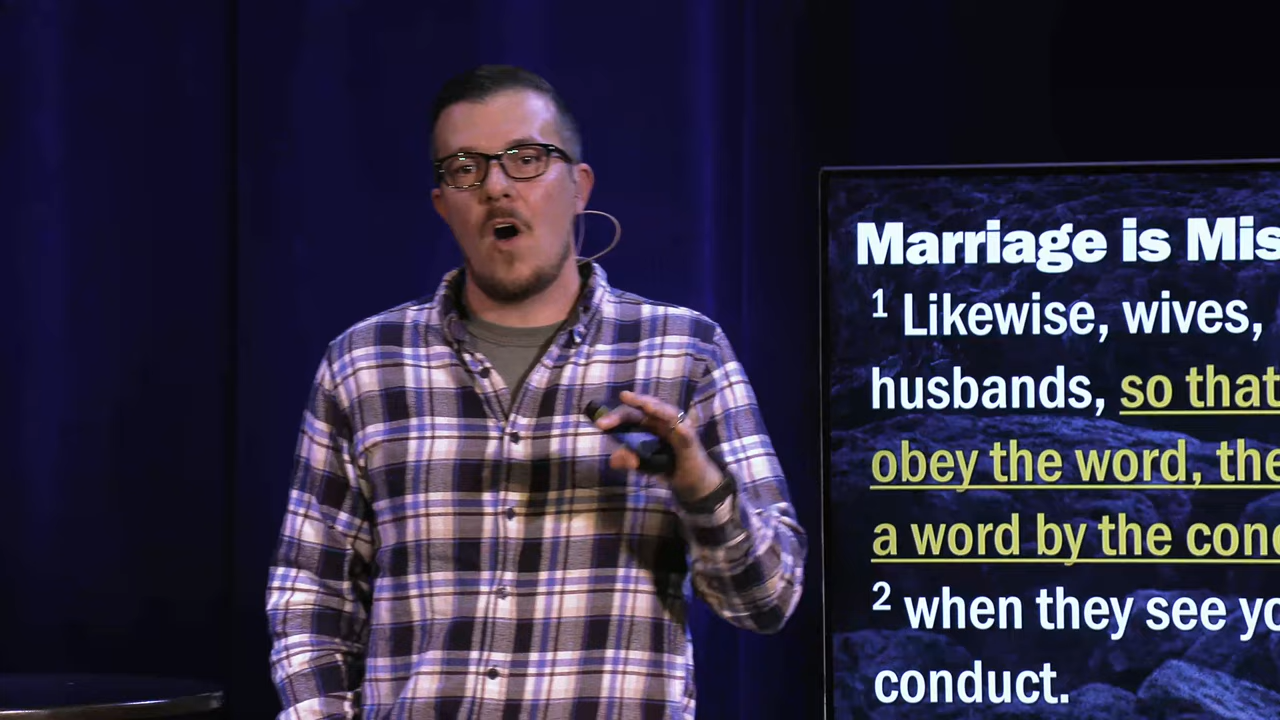 Marriage is Mis
1 Likewise, wives,
husbands, so that
obey the word, the
a word by the cond
2 when they see yo
conduct.